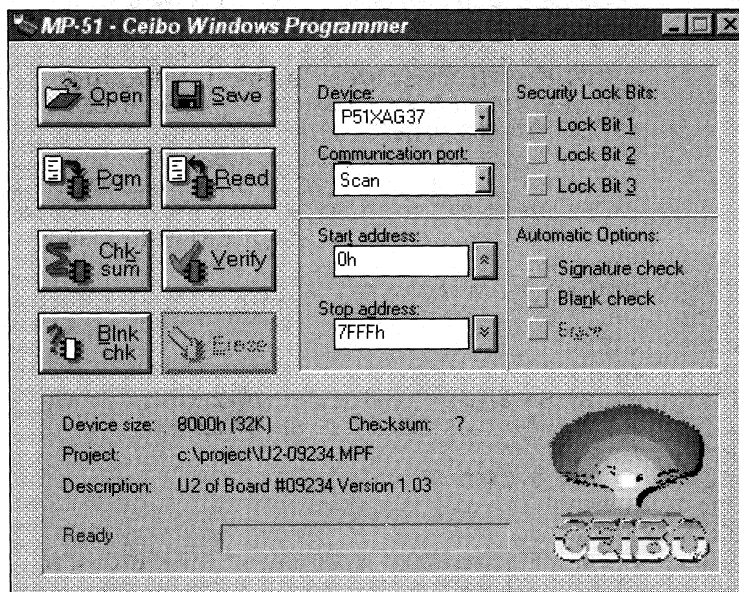 MP-51 - Ceibo Windows Programmer
Open
Save
Pgm
Read
Chk-
sum
Verify
Blnk
chk
Erase
Device:
P51XAG37
Communication port:
Scan
Security Lock Bits:
Lock Bit 1
Lock Bit 2
Lock Bit 3
Start address:
0h
Stop address:
7FFFh
Automatic Options:
Signature check
Blank check
Erase
Device size: 8000h (32K) Checksum: ?
Project: c:\project\U2-09234.MPF
Description: U2 of Board #09234 Version 1.03
Ready
CEIBO